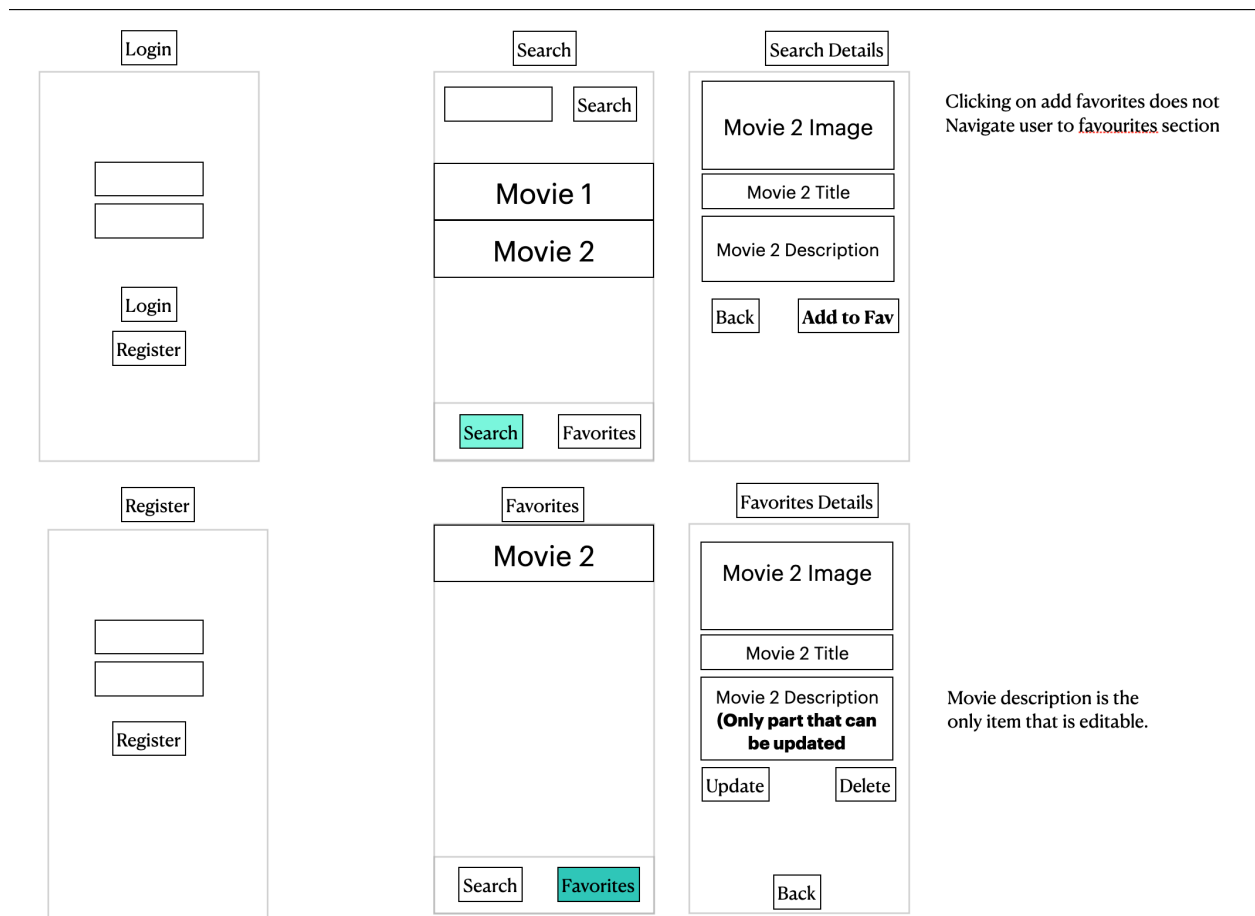 Login
Login
Register
Search
Search
Movie 1
Movie 2
Search
Favorites
Search Details
Movie 2 Image
Movie 2 Title
Movie 2 Description
Back
Add to Fav
Clicking on add favorites does not
Navigate user to favourites section
Register
Register
Favorites
Movie 2
Search
Favorites
Favorites Details
Movie 2 Image
Movie 2 Title
Movie 2 Description
(Only part that can
be updated
Update
Delete
Back
Movie description is the
only item that is editable.